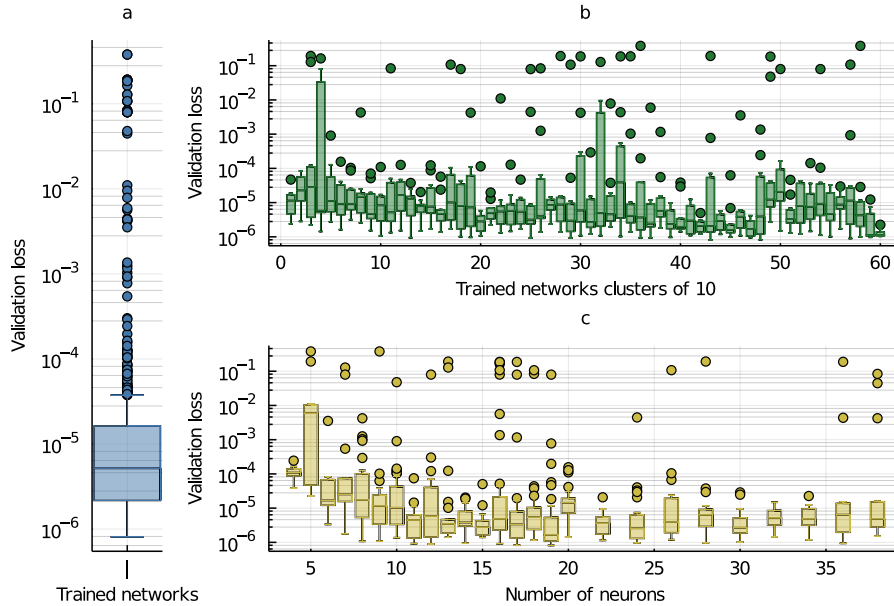 a
Validation loss
10⁻¹
10⁻²
10⁻³
10⁻⁴
10⁻⁵
10⁻⁶
Trained networks
b
Validation loss
10⁻¹
10⁻²
10⁻³
10⁻⁴
10⁻⁵
10⁻⁶
0 10 20 30 40 50 60
Trained networks clusters of 10
c
Validation loss
10⁻¹
10⁻²
10⁻³
10⁻⁴
10⁻⁵
10⁻⁶
5 10 15 20 25 30 35
Number of neurons